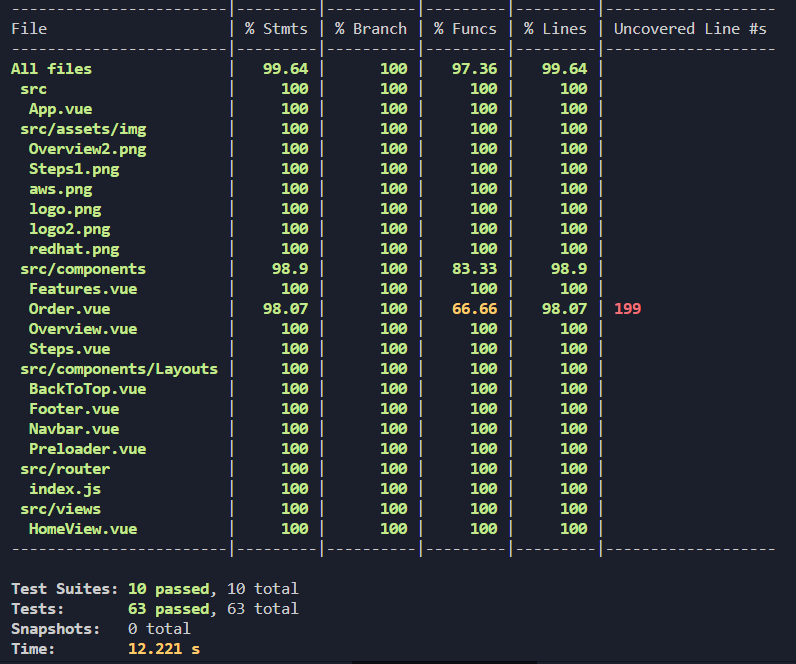 -------------------------|---------|----------|---------|---------|-------------------
File                     | % Stmts | % Branch | % Funcs | % Lines | Uncovered Line #s
-------------------------|---------|----------|---------|---------|-------------------
All files                |   99.64 |      100 |   97.36 |   99.64 |
 src                     |     100 |      100 |     100 |     100 |
  App.vue                |     100 |      100 |     100 |     100 |
 src/assets/img          |     100 |      100 |     100 |     100 |
  Overview2.png          |     100 |      100 |     100 |     100 |
  Steps1.png             |     100 |      100 |     100 |     100 |
  aws.png                |     100 |      100 |     100 |     100 |
  logo.png               |     100 |      100 |     100 |     100 |
  logo2.png              |     100 |      100 |     100 |     100 |
  redhat.png             |     100 |      100 |     100 |     100 |
 src/components          |    98.9 |      100 |   83.33 |    98.9 |
  Features.vue           |     100 |      100 |     100 |     100 |
  Order.vue              |   98.07 |      100 |   66.66 |   98.07 | 199
  Overview.vue           |     100 |      100 |     100 |     100 |
  Steps.vue              |     100 |      100 |     100 |     100 |
 src/components/Layouts  |     100 |      100 |     100 |     100 |
  BackToTop.vue          |     100 |      100 |     100 |     100 |
  Footer.vue             |     100 |      100 |     100 |     100 |
  Navbar.vue             |     100 |      100 |     100 |     100 |
  Preloader.vue          |     100 |      100 |     100 |     100 |
 src/router              |     100 |      100 |     100 |     100 |
  index.js               |     100 |      100 |     100 |     100 |
 src/views               |     100 |      100 |     100 |     100 |
  HomeView.vue           |     100 |      100 |     100 |     100 |
-------------------------|---------|----------|---------|---------|-------------------
Test Suites: 10 passed, 10 total
Tests:       63 passed, 63 total
Snapshots:   0 total
Time:        12.221 s